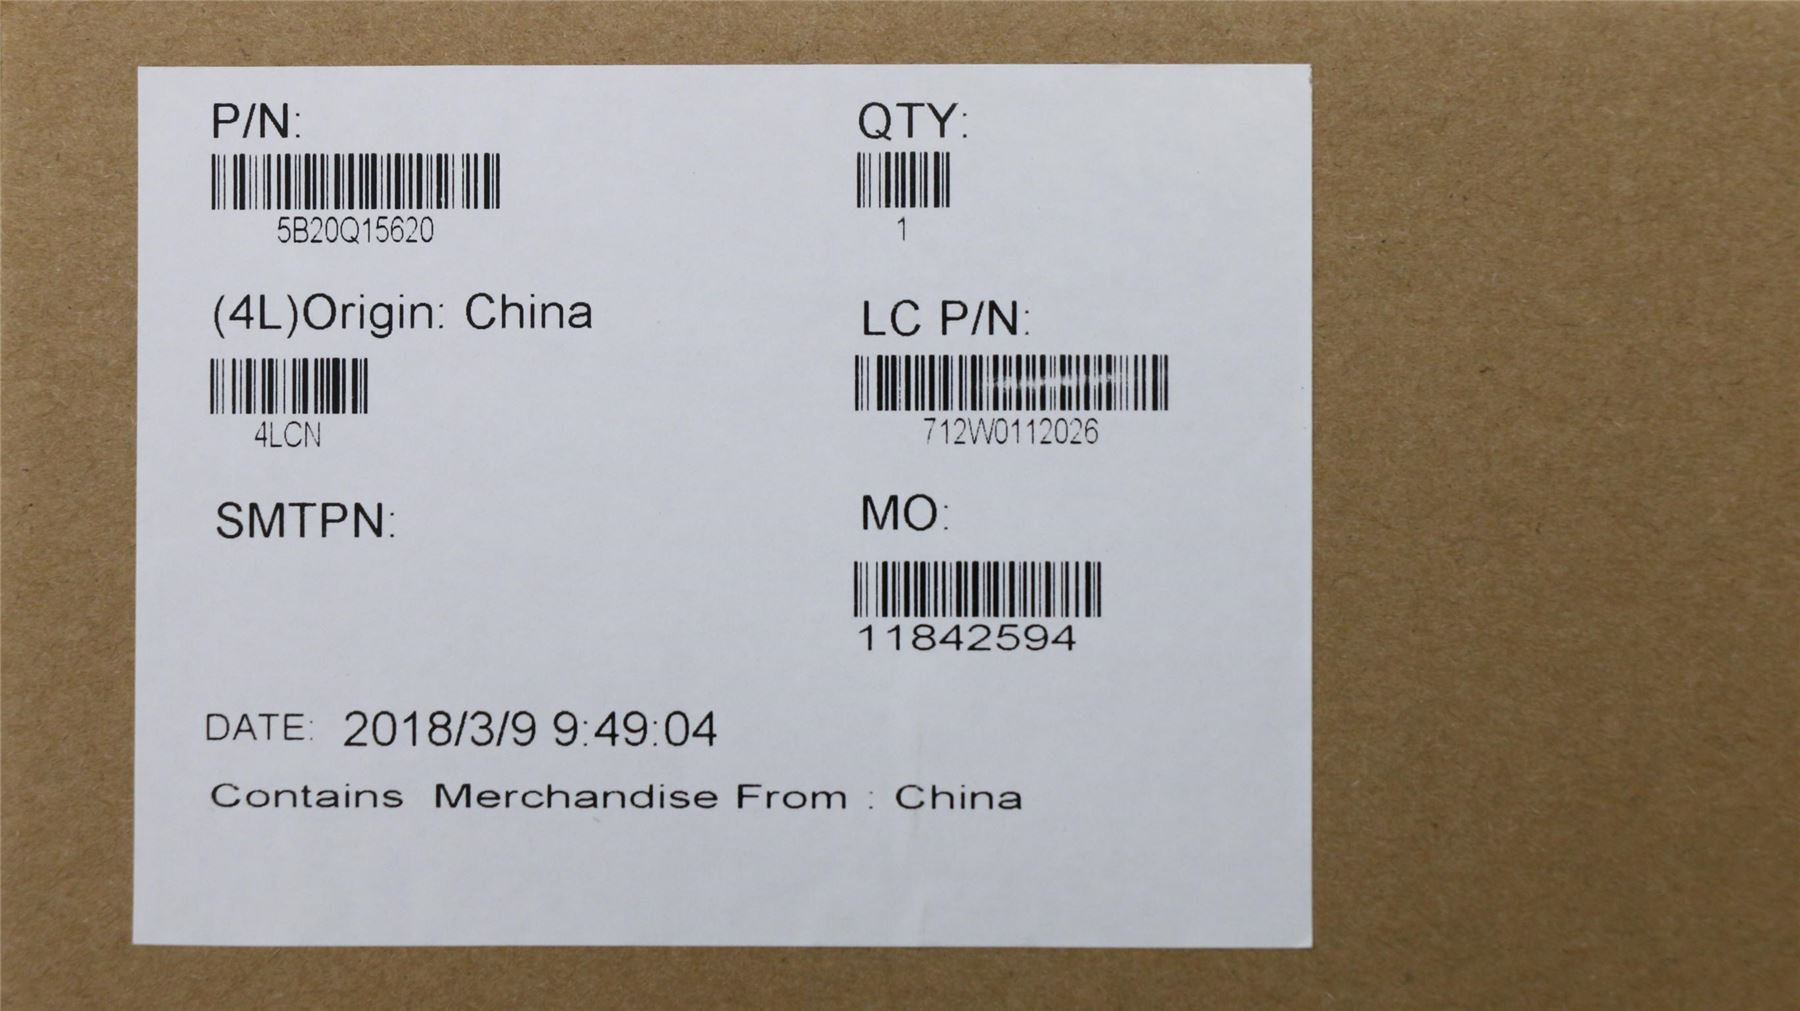 P/N:
5B20Q15620
QTY:
1
(4L)Origin: China
4LCN
LC P/N:
712W0112026
SMTPN:
MO:
11842594
DATE: 2018/3/9 9:49:04
Contains Merchandise From : China